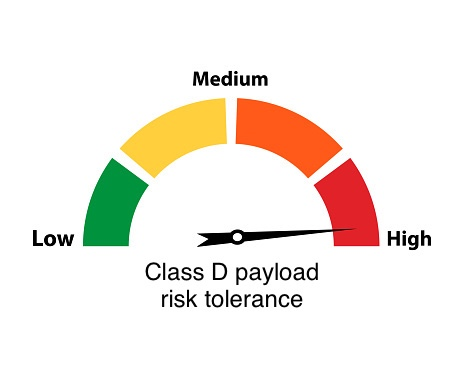 Medium
Low
High
Class D payload
risk tolerance